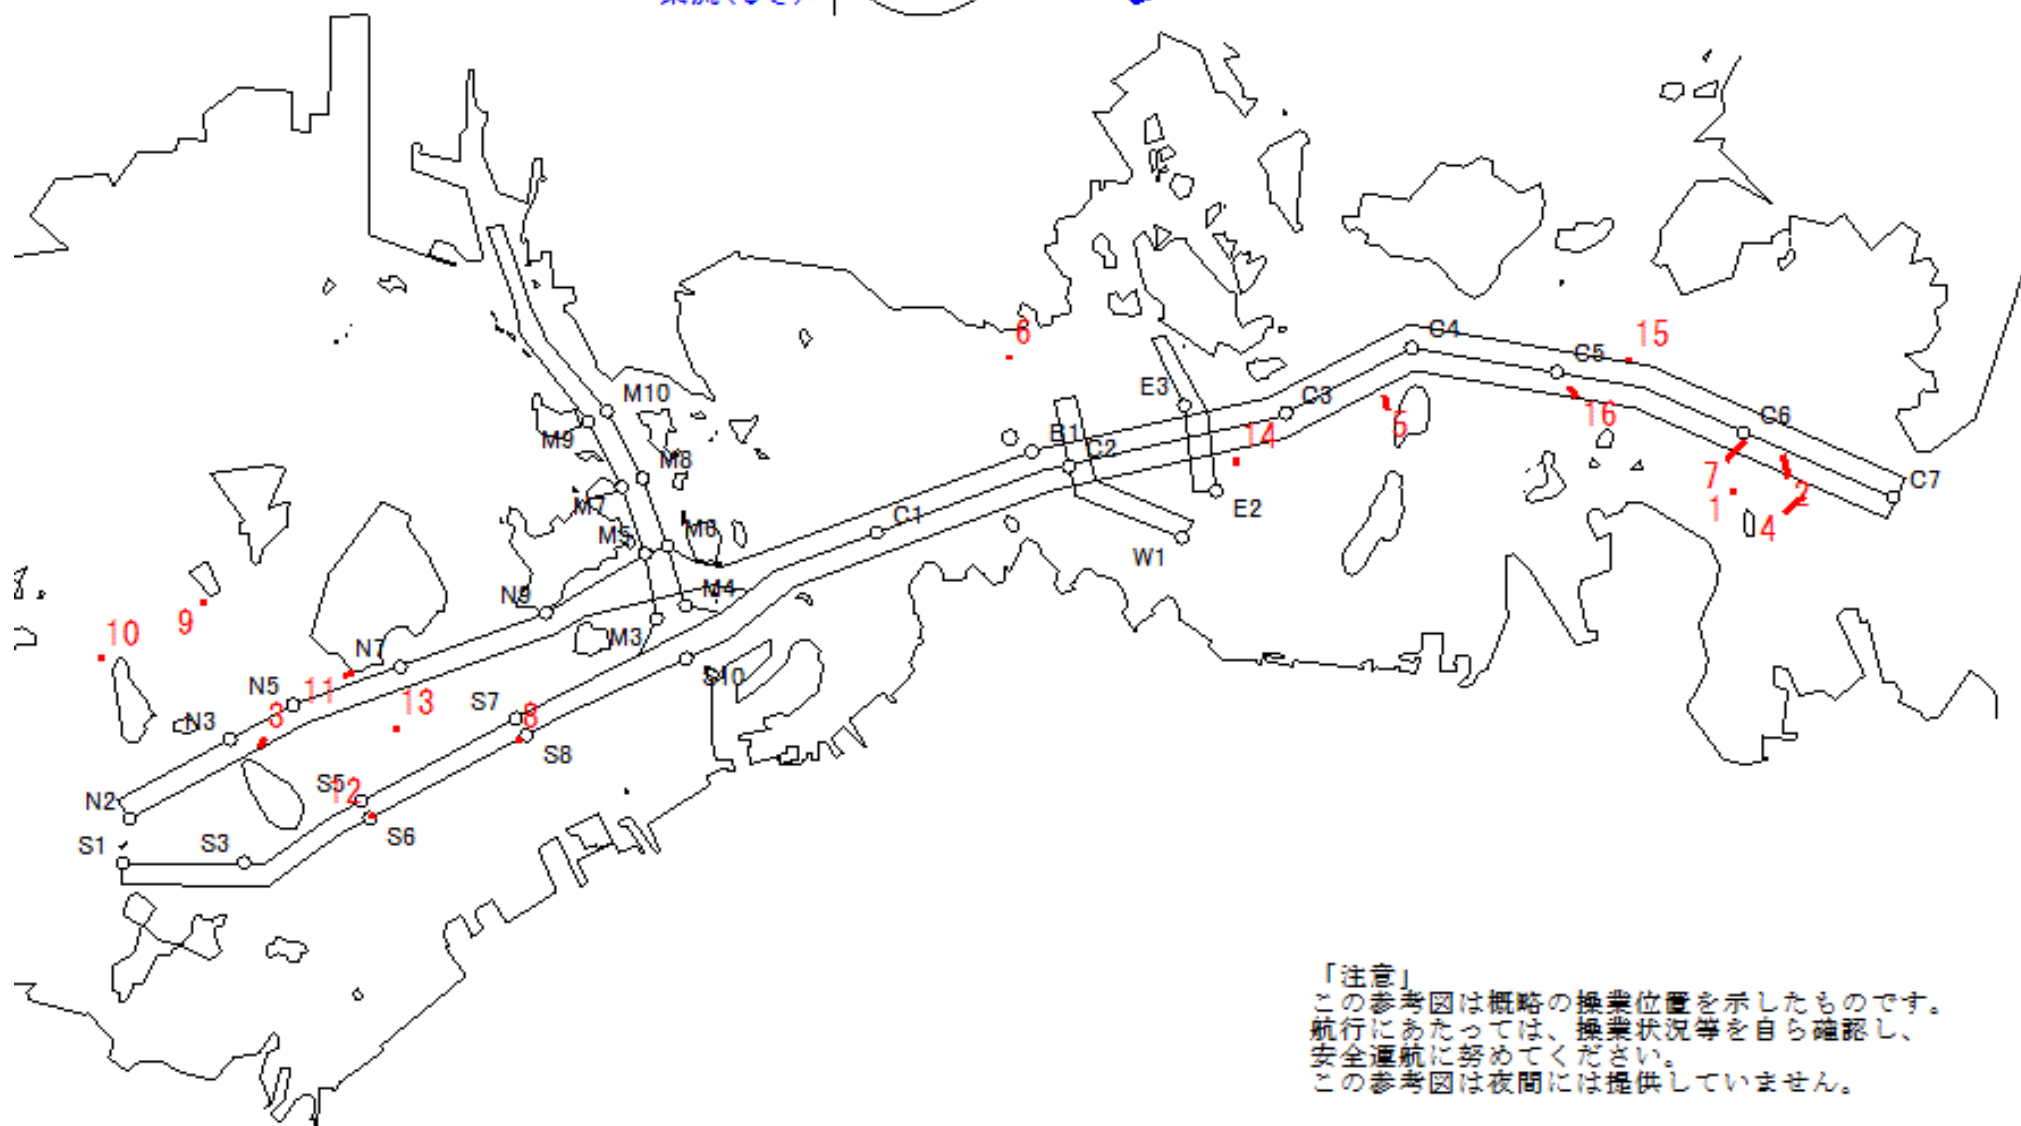 6
C4
15
C5
E3
M10
C3
16
C6
5
M9
B1
14
C2
M8
7
C7
2
M7
E2
1
4
C1
M5
M6
W1
N9
M4
9
10
M3
N7
S10
N5
11
13
N3
3
S7
8
S8
S5
12
N2
S6
S1
S3
「注意」
この参考図は概略の操業位置を示したものです。
航行にあたっては、操業状況等を自ら確認し、
安全運航に努めてください。
この参考図は夜間には提供していません。